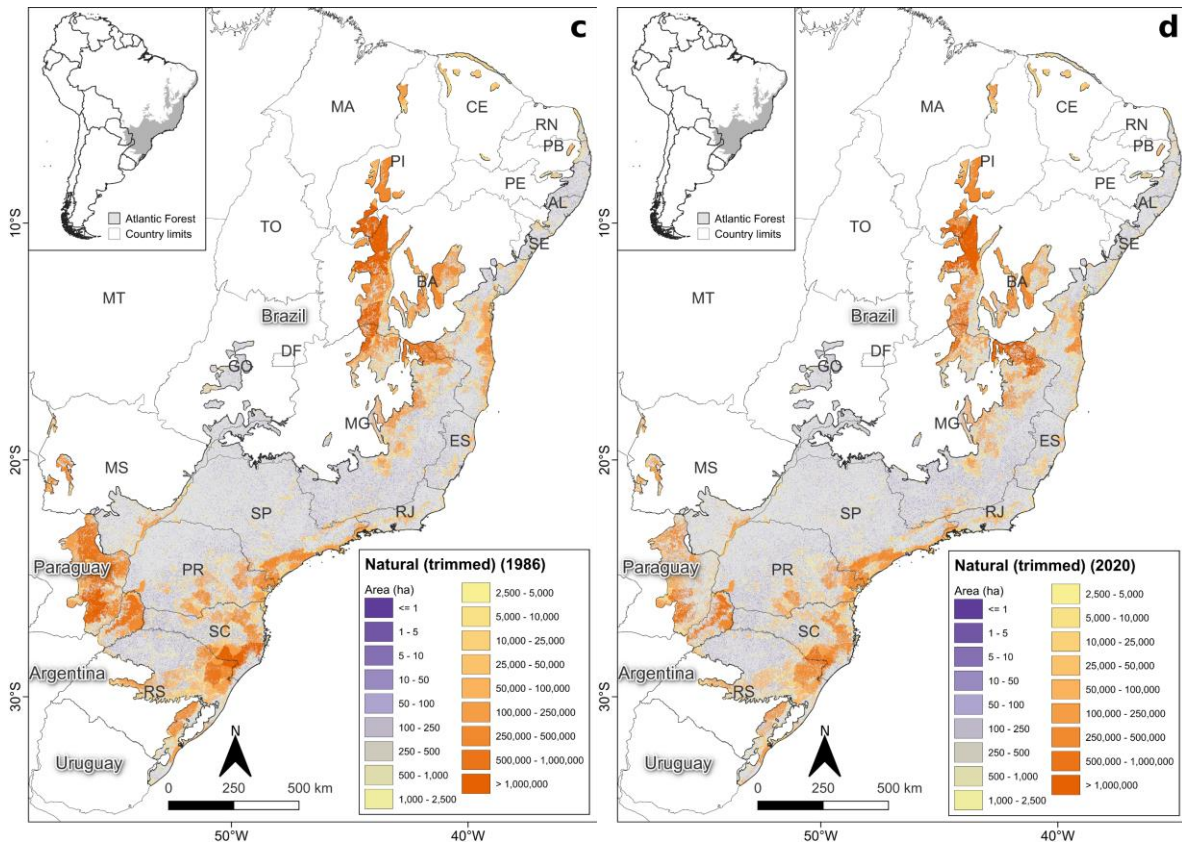 c
Atlantic Forest
Country limits
MA
CE
RN
PB
PI
PE
AL
SE
10°S
TO
BA
MT
Brazil
DF
GO
MG
ES
20°S
MS
SP
RJ
Paraguay
PR
SC
Argentina
RS
30°S
Uruguay
N
0 250 500 km
Natural (trimmed) (1986)
Area (ha)
<= 1
1 - 5
5 - 10
10 - 50
50 - 100
100 - 250
250 - 500
500 - 1,000
1,000 - 2,500
2,500 - 5,000
5,000 - 10,000
10,000 - 25,000
25,000 - 50,000
50,000 - 100,000
100,000 - 250,000
250,000 - 500,000
500,000 - 1,000,000
> 1,000,000
50°W 40°W
d
Atlantic Forest
Country limits
MA
CE
RN
PB
PI
PE
AL
SE
10°S
TO
BA
MT
Brazil
DF
GO
MG
ES
20°S
MS
SP
RJ
Paraguay
PR
SC
Argentina
RS
30°S
Uruguay
N
0 250 500 km
Natural (trimmed) (2020)
Area (ha)
<= 1
1 - 5
5 - 10
10 - 50
50 - 100
100 - 250
250 - 500
500 - 1,000
1,000 - 2,500
2,500 - 5,000
5,000 - 10,000
10,000 - 25,000
25,000 - 50,000
50,000 - 100,000
100,000 - 250,000
250,000 - 500,000
500,000 - 1,000,000
> 1,000,000
50°W 40°W